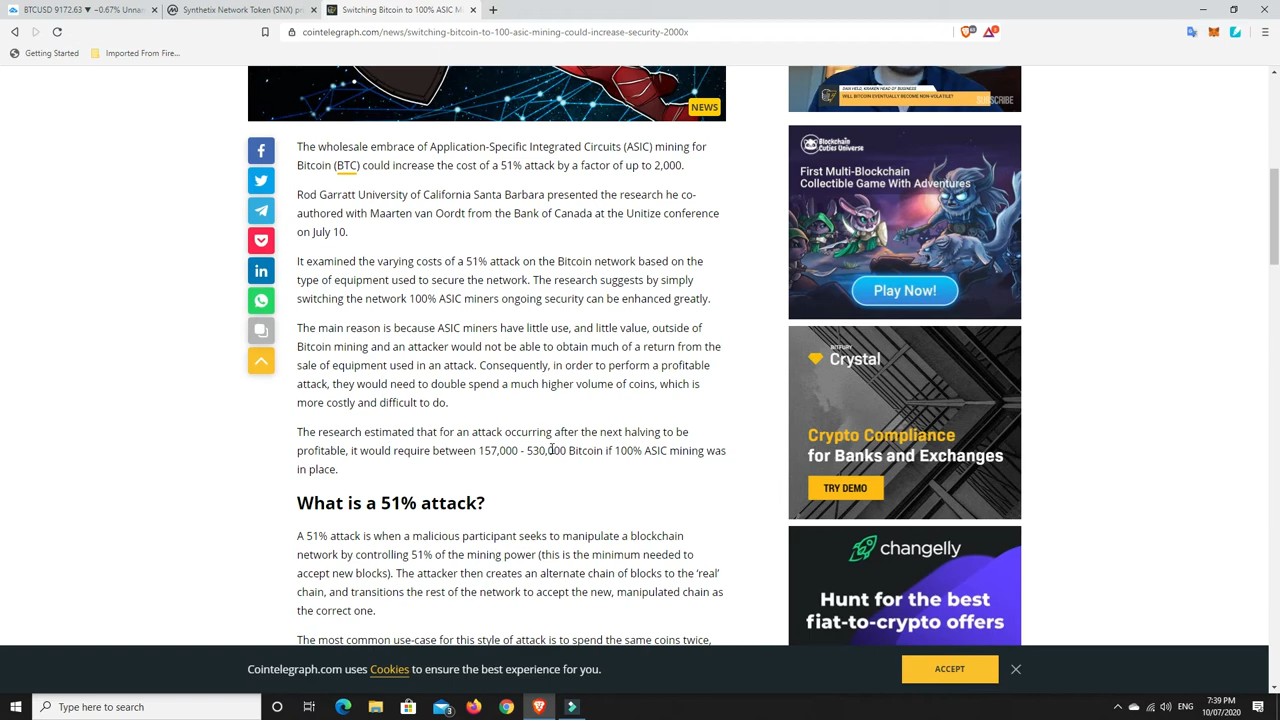 BTCUSD 9172.63 ▼ −0.67% Unnan
Synthetix Network Token (SNX) po
Switching Bitcoin to 100% ASIC M
cointelegraph.com/news/switching-bitcoin-to-100-asic-mining-could-increase-security-2000x
Getting Started
Imported From Fire...
NEWS
The wholesale embrace of Application-Specific Integrated Circuits (ASIC) mining for
Bitcoin (BTC) could increase the cost of a 51% attack by a factor of up to 2,000.
Rod Garratt University of California Santa Barbara presented the research he co-
authored with Maarten van Oordt from the Bank of Canada at the Unitize conference
on July 10.
It examined the varying costs of a 51% attack on the Bitcoin network based on the
type of equipment used to secure the network. The research suggests by simply
switching the network 100% ASIC miners ongoing security can be enhanced greatly.
The main reason is because ASIC miners have little use, and little value, outside of
Bitcoin mining and an attacker would not be able to obtain much of a return from the
sale of equipment used in an attack. Consequently, in order to perform a profitable
attack, they would need to double spend a much higher volume of coins, which is
more costly and difficult to do.
The research estimated that for an attack occurring after the next halving to be
profitable, it would require between 157,000 - 530,000 Bitcoin if 100% ASIC mining was
in place.
What is a 51% attack?
A 51% attack is when a malicious participant seeks to manipulate a blockchain
network by controlling 51% of the mining power (this is the minimum needed to
accept new blocks). The attacker then creates an alternate chain of blocks to the ‘real’
chain, and transitions the rest of the network to accept the new, manipulated chain as
the correct one.
The most common use-case for this style of attack is to spend the same coins twice,
DAN HELD, KRAKEN HEAD OF BUSINESS
WILL BITCOIN EVENTUALLY BECOME NON-VOLATILE?
SUBSCRIBE
Blockchain
Cuties Universe
First Multi-Blockchain
Collectible Game With Adventures
Play Now!
BITFURY
Crystal
Crypto Compliance
for Banks and Exchanges
TRY DEMO
changelly
Hunt for the best
fiat-to-crypto offers
Cointelegraph.com uses Cookies to ensure the best experience for you.
ACCEPT
Type here to search
3
ENG
7:39 PM
10/07/2020